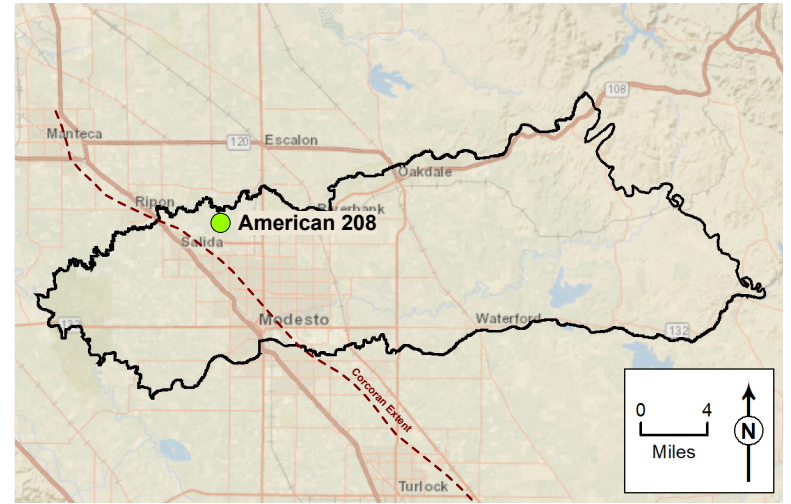 108
Manteca
120
Escalon
Oakdale
Ripon
Riverbank
American 208
Salida
132
Modesto
Waterford
132
Corcoran Extent
Turlock
0 4
Miles
N